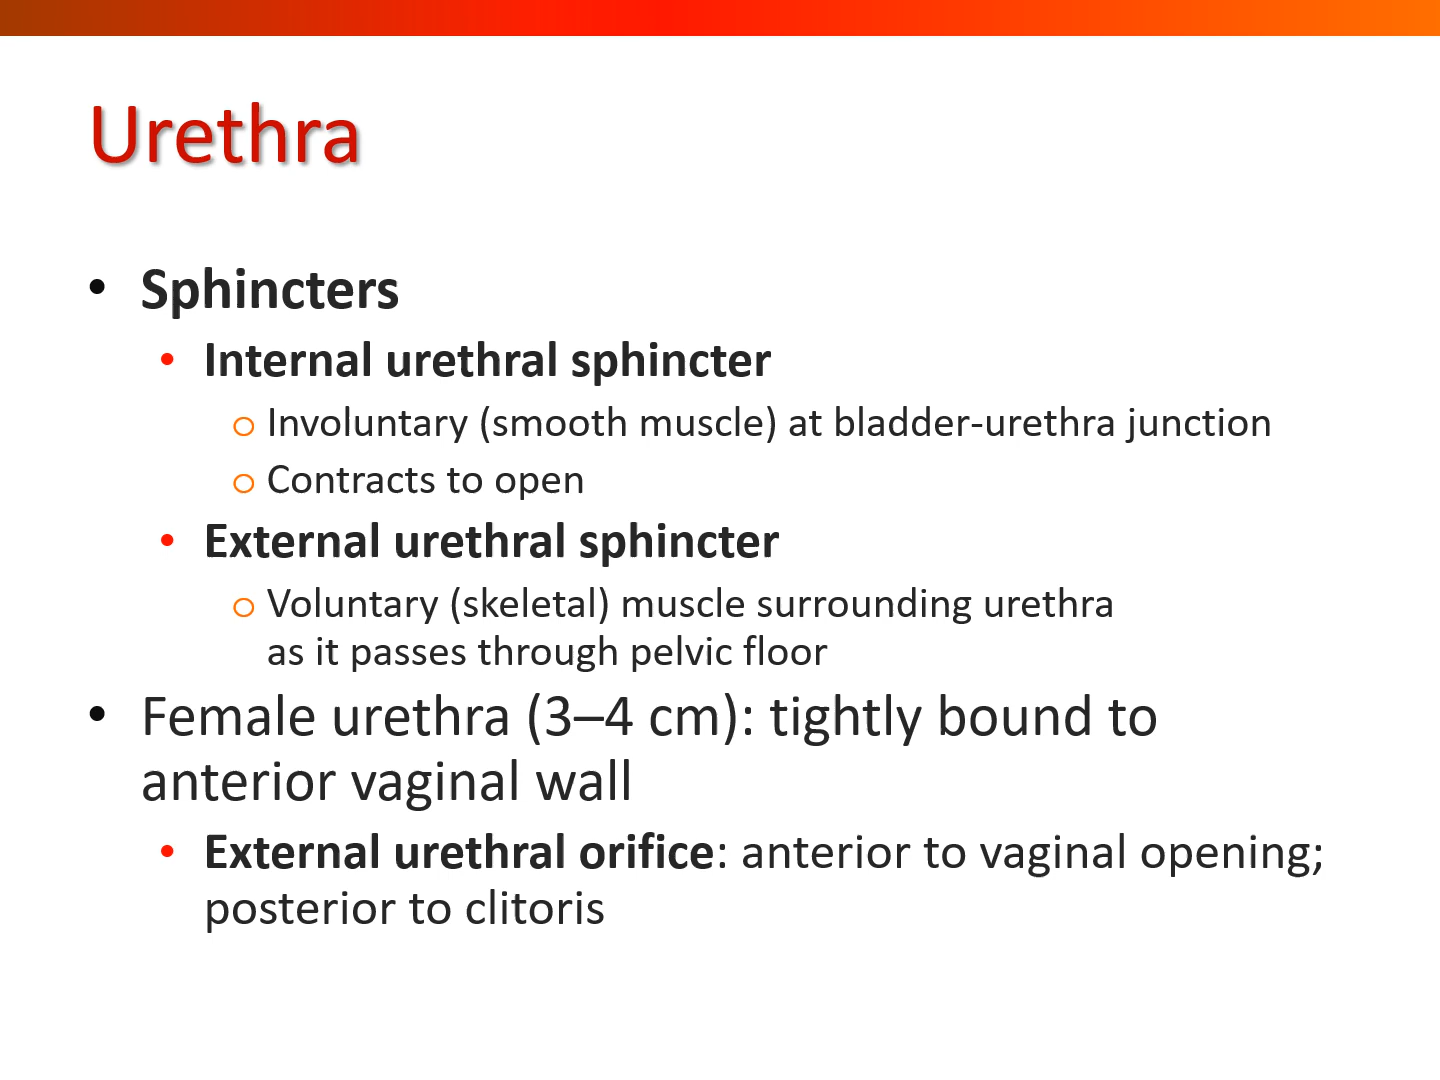 Urethra
• Sphincters
• Internal urethral sphincter
o Involuntary (smooth muscle) at bladder-urethra junction
o Contracts to open
• External urethral sphincter
o Voluntary (skeletal) muscle surrounding urethra
as it passes through pelvic floor
• Female urethra (3–4 cm): tightly bound to
anterior vaginal wall
• External urethral orifice: anterior to vaginal opening;
posterior to clitoris